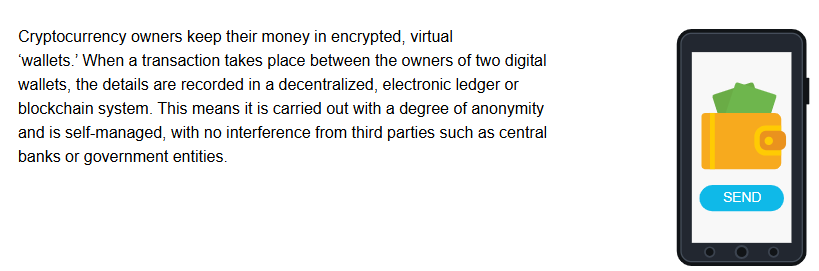 Cryptocurrency owners keep their money in encrypted, virtual
‘wallets.’ When a transaction takes place between the owners of two digital
wallets, the details are recorded in a decentralized, electronic ledger or
blockchain system. This means it is carried out with a degree of anonymity
and is self-managed, with no interference from third parties such as central
banks or government entities.
SEND